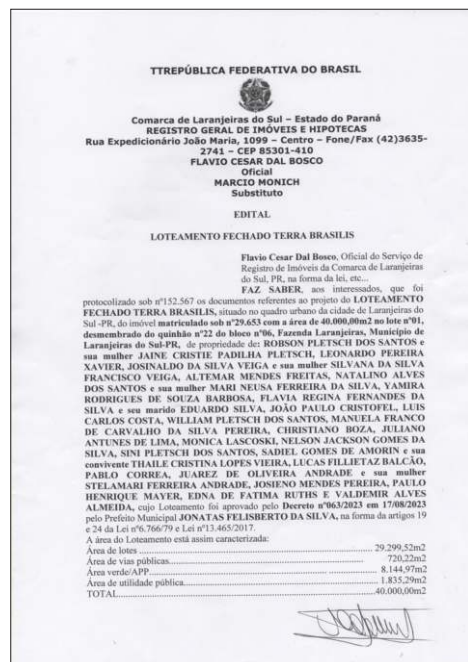 TTREPÚBLICA FEDERATIVA DO BRASIL
Comarca de Laranjeiras do Sul – Estado do Paraná
REGISTRO GERAL DE IMÓVEIS E HIPOTECAS
Rua Expedicionário João Maria, 1099 – Centro – Fone/Fax (42)3635-
2741 – CEP 85301-410
FLAVIO CESAR DAL BOSCO
Oficial
MARCIO MONICH
Substituto
EDITAL
LOTEAMENTO FECHADO TERRA BRASILIS
Flavio Cesar Dal Bosco, Oficial do Serviço de
Registro de Imóveis da Comarca de Laranjeiras
do Sul, PR, na forma da lei, etc...
FAZ SABER, aos interessados, que foi
protocolizado sob nº152.567 os documentos referentes ao projeto do LOTEAMENTO
FECHADO TERRA BRASILIS, situado no quadro urbano da cidade de Laranjeiras do
Sul -PR, do imóvel matriculado sob nº29.653 com a área de 40.000,00m2 no lote nº01,
desmembrado do quinhão nº22 do bloco nº06, Fazenda Laranjeiras, Município de
Laranjeiras do Sul-PR, de propriedade de: ROBSON PLETSCH DOS SANTOS e
sua mulher JAINE CRISTIE PADILHA PLETSCH, LEONARDO PEREIRA
XAVIER, JOSINALDO DA SILVA VEIGA e sua mulher SILVANA DA SILVA
FRANCISCO VEIGA, ALTEMAR MENDES FREITAS, NATALINO ALVES
DOS SANTOS e sua mulher MARI NEUSA FERREIRA DA SILVA, YAMIRA
RODRIGUES DE SOUZA BARBOSA, FLAVIA REGINA FERNANDES DA
SILVA e seu marido EDUARDO SILVA, JOÃO PAULO CRISTOFEL, LUIS
CARLOS COSTA, WILLIAM PLETSCH DOS SANTOS, MANUELA FRANCO
DE CARVALHO DA SILVA PEREIRA, CHRISTIANO BOZA, JULIANO
ANTUNES DE LIMA, MONICA LASCOSKI, NELSON JACKSON GOMES DA
SILVA, SINI PLETSCH DOS SANTOS, SADIEL GOMES DE AMORIN e sua
convivente THAILE CRISTINA LOPES VIEIRA, LUCAS FILLIETAZ BALCÃO,
PABLO CORREA, JUAREZ DE OLIVEIRA ANDRADE e sua mulher
STELAMARI FERREIRA ANDRADE, JOSIENO MENDES PEREIRA, PAULO
HENRIQUE MAYER, EDNA DE FATIMA RUTHS E VALDEMIR ALVES
ALMEIDA, cujo Loteamento foi aprovado pelo Decreto nº063/2023 em 17/08/2023
pelo Prefeito Municipal JONATAS FELISBERTO DA SILVA, na forma da artigos 19
e 24 da Lei nº6.766/79 e Lei nº13.465/2017.
A área do Loteamento está assim caracterizada:
Área de lotes ........ 29.299,52m2
Área de vias públicas........ 720,22m2
Área verde/APP........ 8.144,97m2
Área de utilidade pública........ 1.835,29m2
TOTAL........40.000,00m2